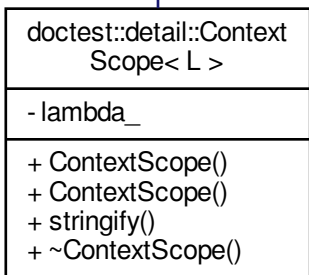 doctest::detail::Context
Scope< L >
- lambda_
+ ContextScope()
+ ContextScope()
+ stringify()
+ ~ContextScope()